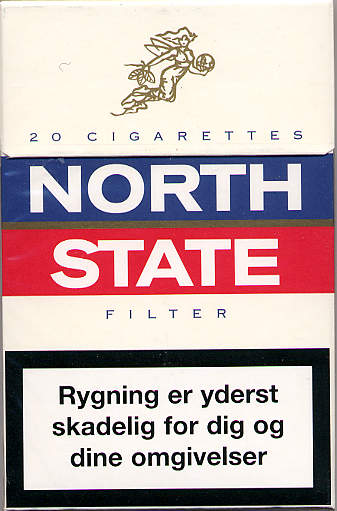 20 CIGARETTES
NORTH
STATE
FILTER
Rygning er yderst
skadelig for dig og
dine omgivelser